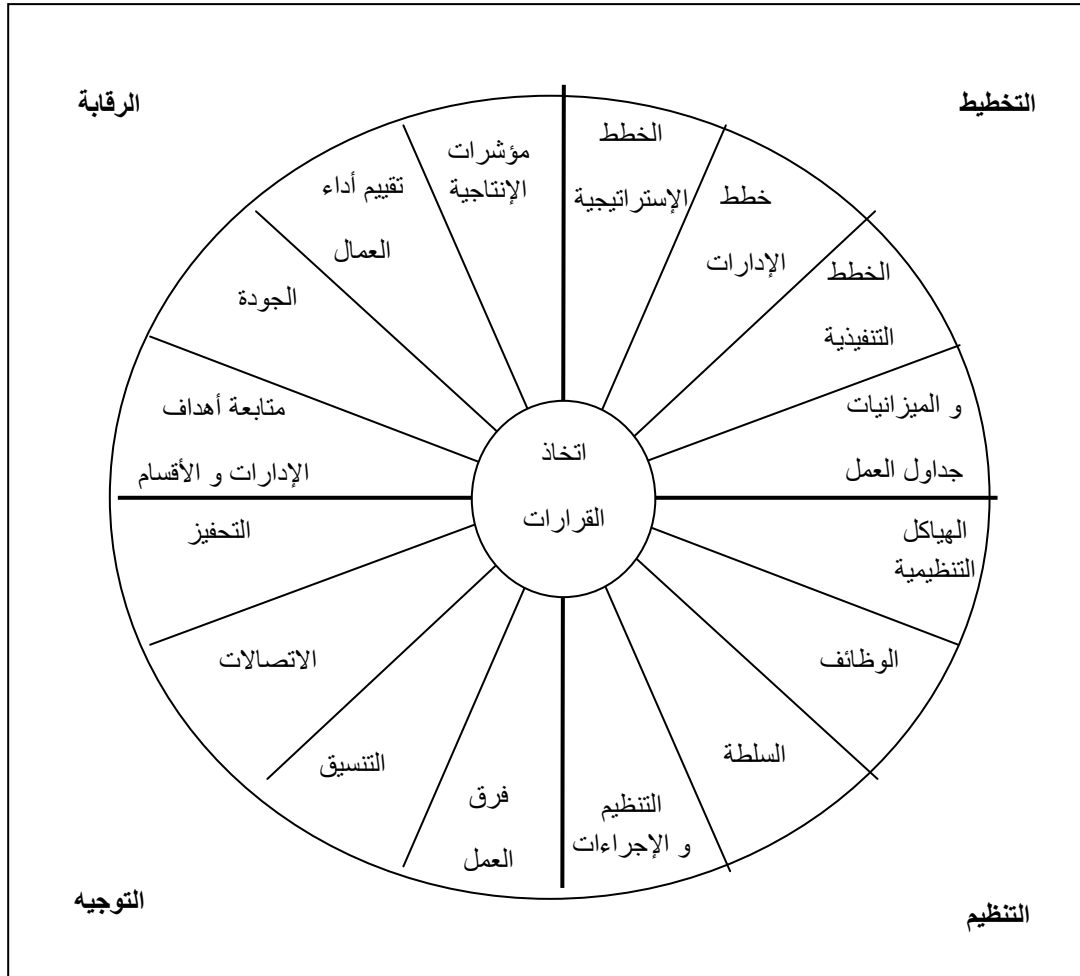 التخطيط
الرقابة
الخطط
الإستراتيجية
خطط
الإدارات
الخطط
التنفيذية
و الميزانيات
جداول العمل
الهياكل
التنظيمية
الوظائف
السلطة
التنظيم
و الإجراءات
فرق
العمل
التنسيق
الاتصالات
التحفيز
متابعة أهداف
الإدارات و الأقسام
الجودة
تقييم أداء
العمال
مؤشرات
الإنتاجية
اتخاذ
القرارات
التنظيم
التوجيه